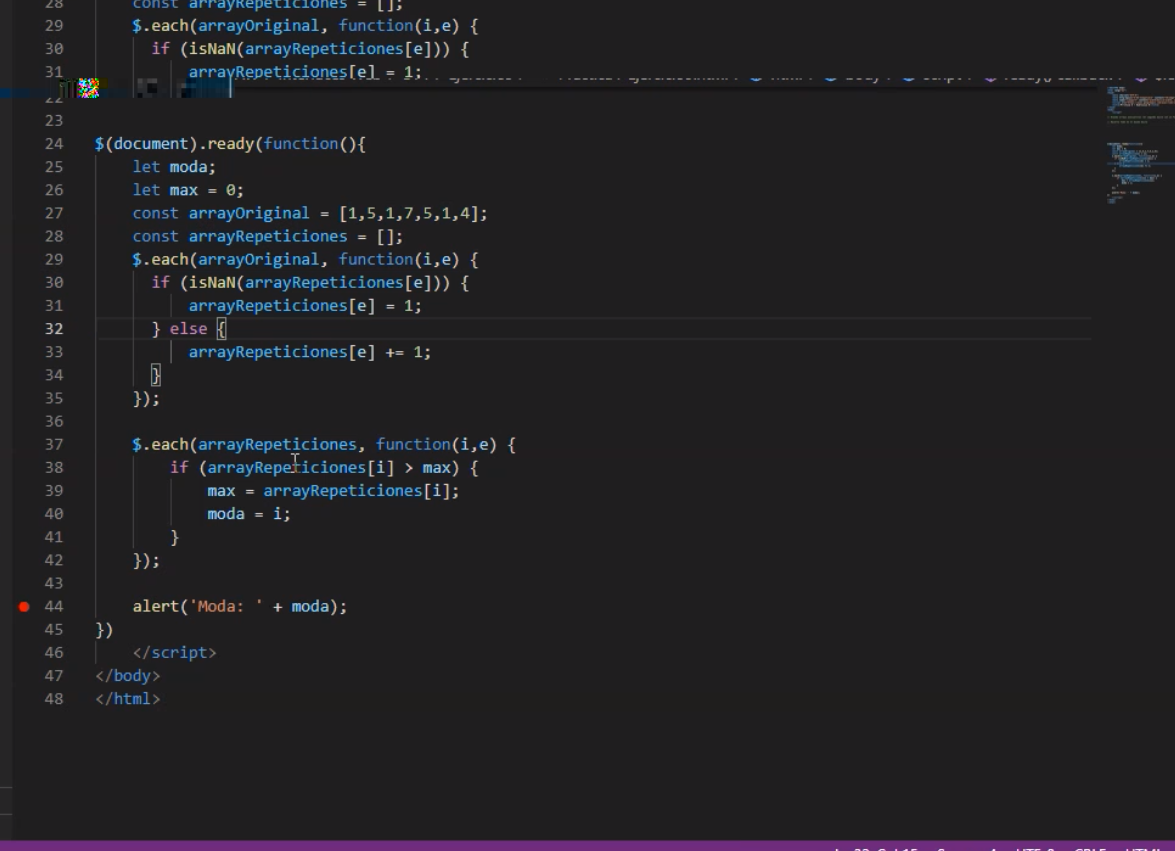 28 const arrayRepeticiones = [];
29 $.each(arrayOriginal, function(i,e) {
30 if (isNaN(arrayRepeticiones[e])) {
31 arrayRepeticiones[e] = 1;
22
23
24 $(document).ready(function(){
25 let moda;
26 let max = 0;
27 const arrayOriginal = [1,5,1,7,5,1,4];
28 const arrayRepeticiones = [];
29 $.each(arrayOriginal, function(i,e) {
30 if (isNaN(arrayRepeticiones[e])) {
31 arrayRepeticiones[e] = 1;
32 } else {
33 arrayRepeticiones[e] += 1;
34 }
35 });
36
37 $.each(arrayRepeticiones, function(i,e) {
38 if (arrayRepeticiones[i] > max) {
39 max = arrayRepeticiones[i];
40 moda = i;
41 }
42 });
43
44 alert('Moda: ' + moda);
45 })
46 </script>
47 </body>
48 </html>